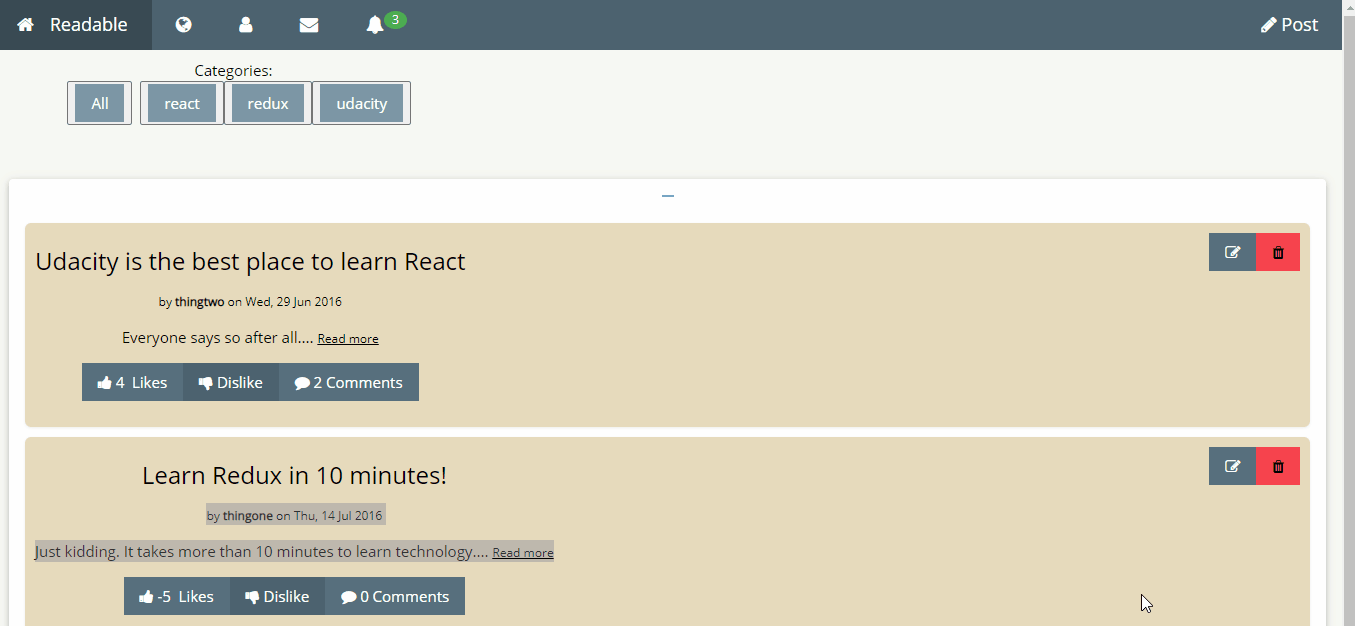 Readable 3 Post
Categories:
All react redux udacity
Udacity is the best place to learn React
by thingtwo on Wed, 29 Jun 2016
Everyone says so after all.... Read more
4 Likes Dislike 2 Comments
Learn Redux in 10 minutes!
by thingone on Thu, 14 Jul 2016
Just kidding. It takes more than 10 minutes to learn technology.... Read more
-5 Likes Dislike 0 Comments